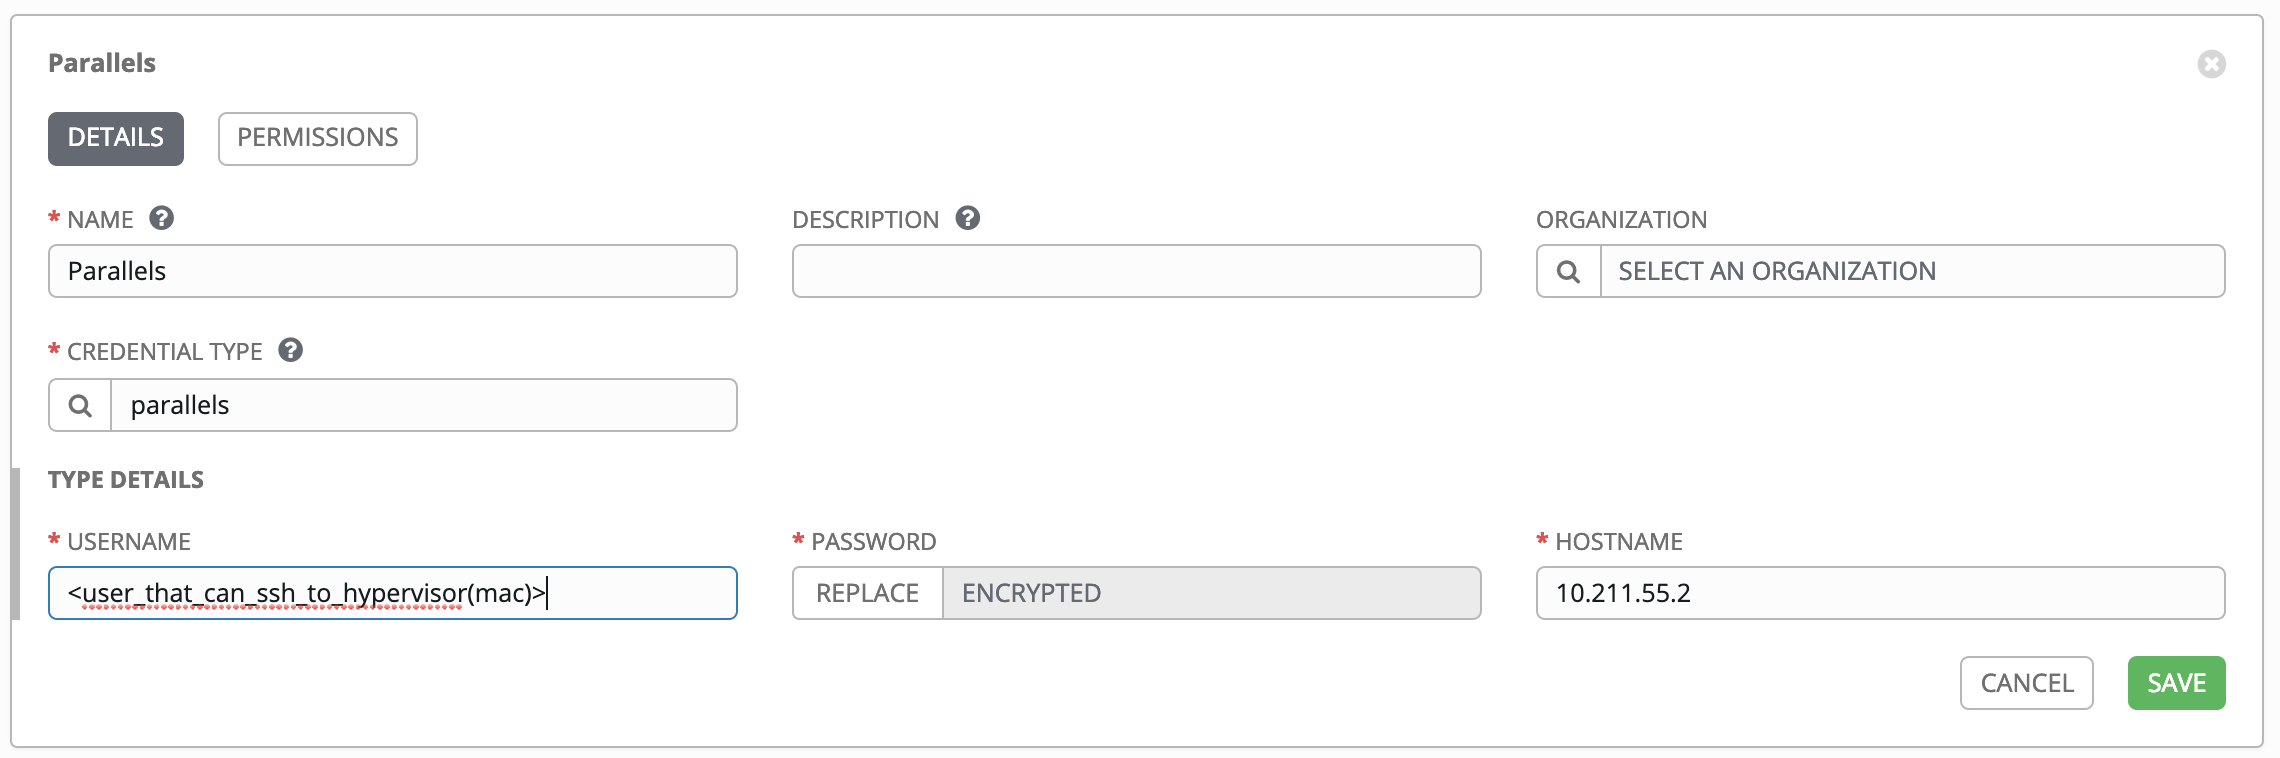 Parallels
DETAILS PERMISSIONS
* NAME ? DESCRIPTION ? ORGANIZATION
Parallels SELECT AN ORGANIZATION
* CREDENTIAL TYPE ?
parallels
TYPE DETAILS
* USERNAME * PASSWORD * HOSTNAME
<user_that_can_ssh_to_hypervisor(mac)> REPLACE ENCRYPTED 10.211.55.2
CANCEL SAVE